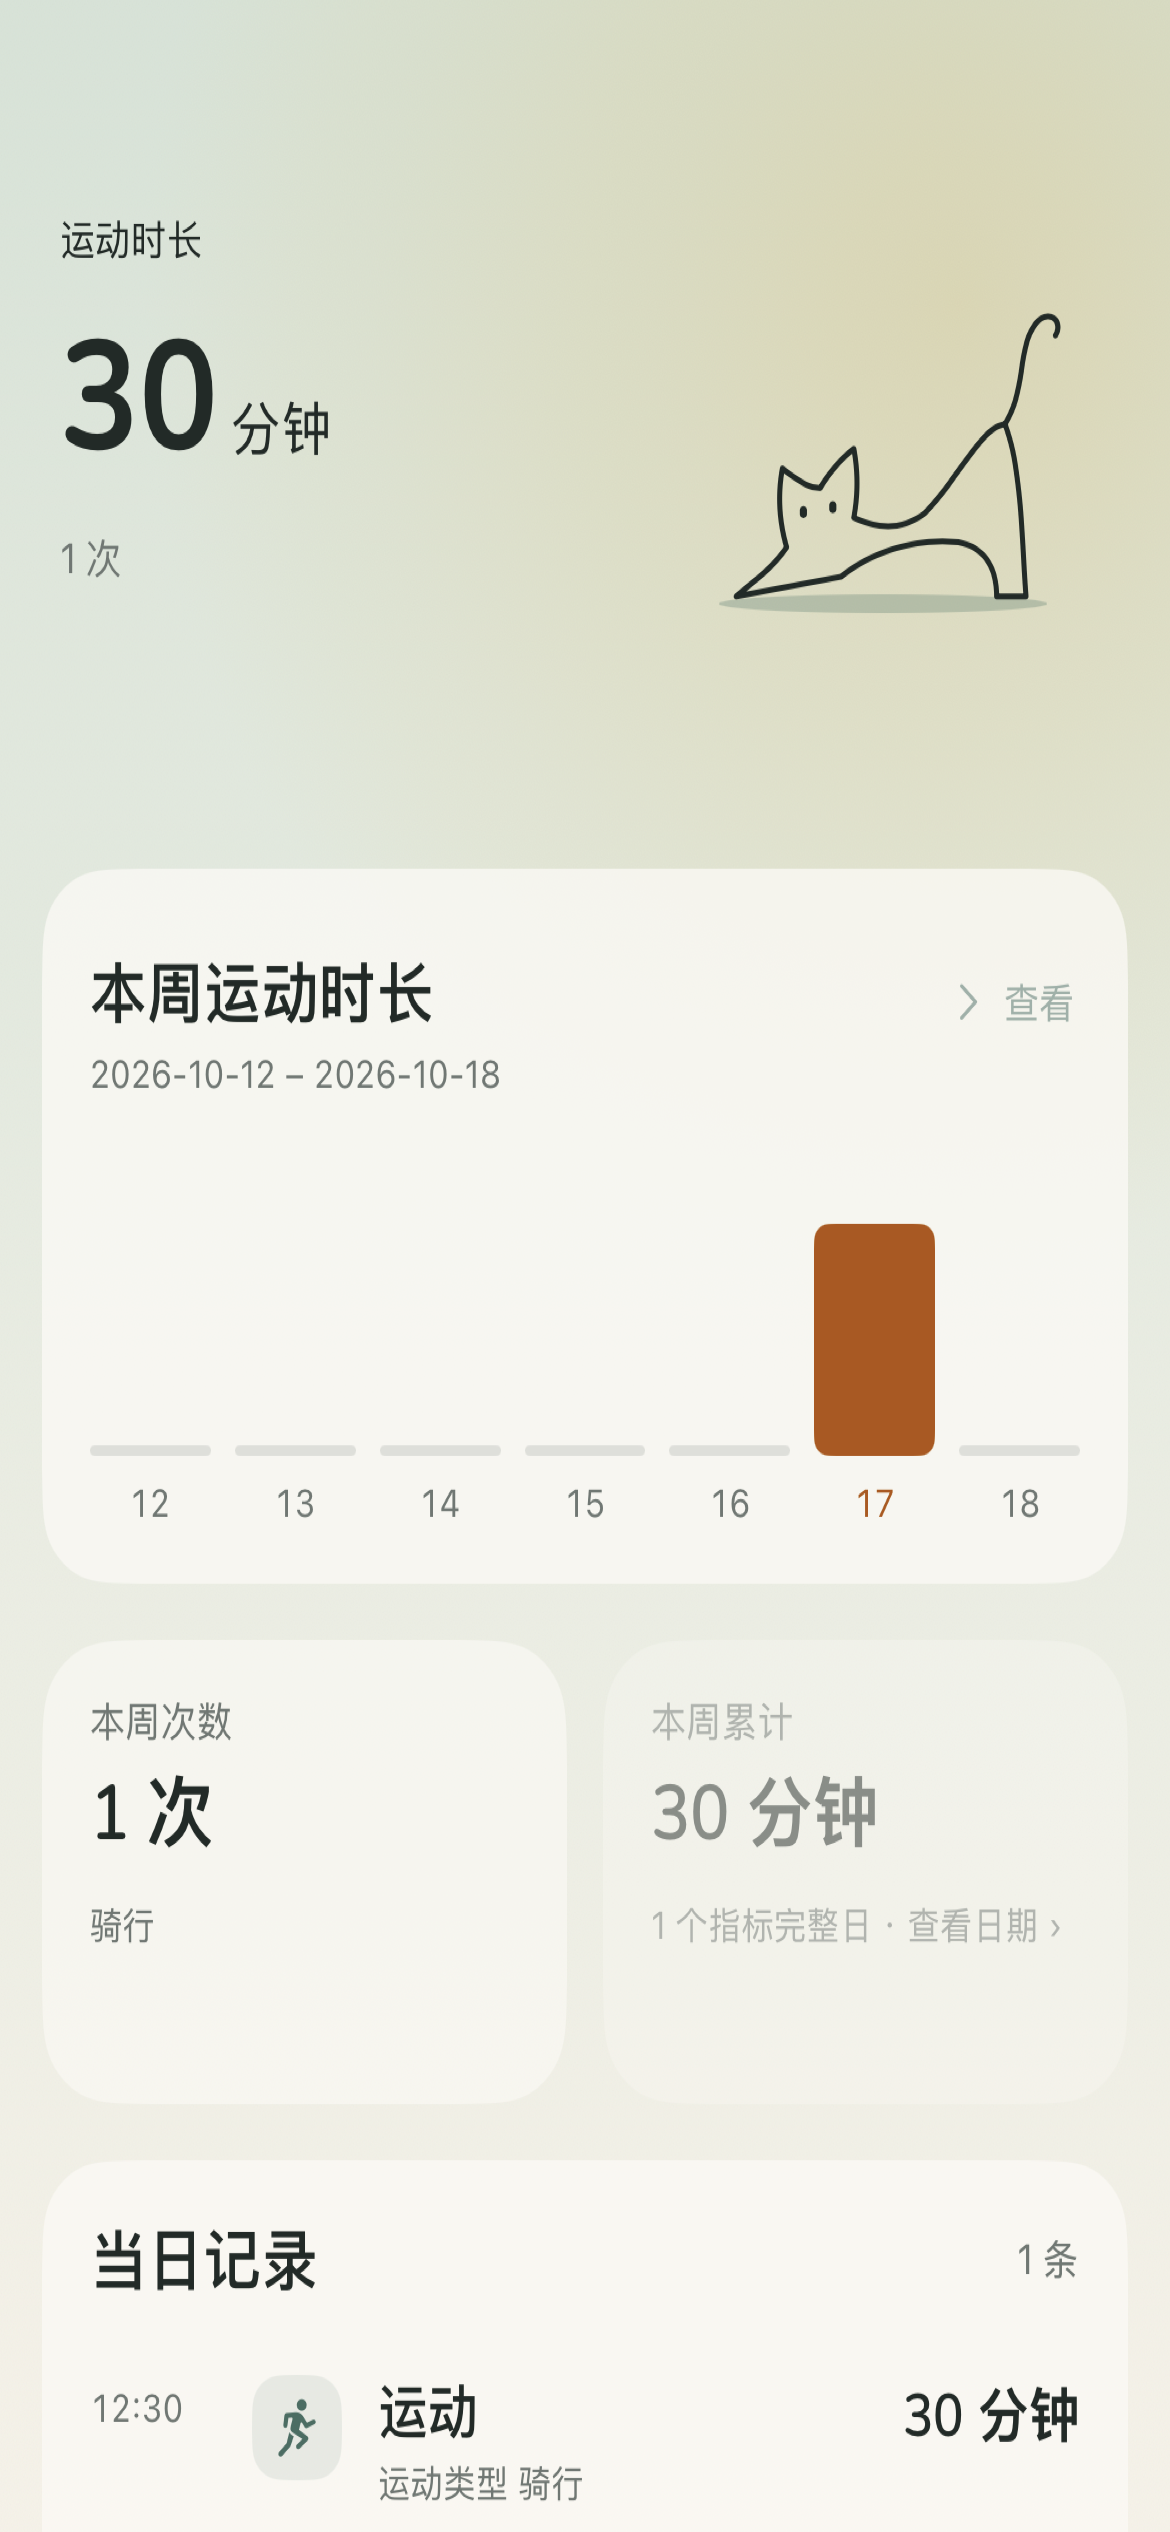 运动时长
30 分钟
1 次
本周运动时长
查看
2026-10-12 – 2026-10-18
12 13 14 15 16 17 18
本周次数
1 次
骑行
本周累计
30 分钟
1 个指标完整日 · 查看日期 ›
当日记录
1 条
12:30 运动 30 分钟
运动类型 骑行